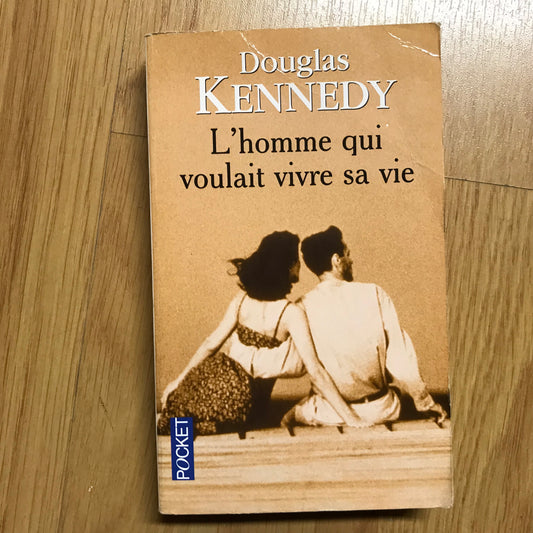 Douglas
KENNEDY
L'homme qui
voulait vivre sa vie
POCKET